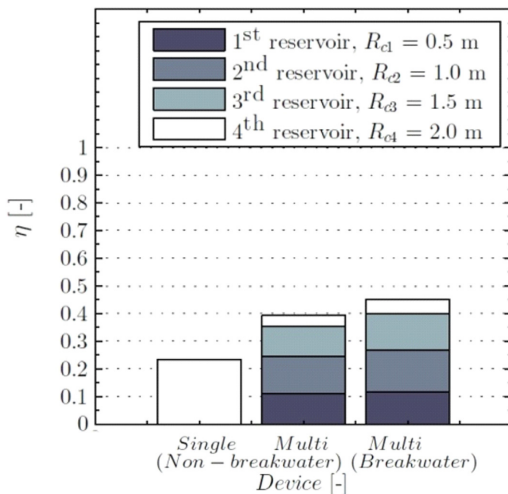 1st reservoir, Rc1 = 0.5 m
2nd reservoir, Rc2 = 1.0 m
3rd reservoir, Rc3 = 1.5 m
4th reservoir, Rc4 = 2.0 m
1
0.9
0.8
0.7
0.6
0.5
0.4
0.3
0.2
0.1
0
η [-]
Single Multi Multi
(Non-breakwater) (Breakwater)
Device [-]